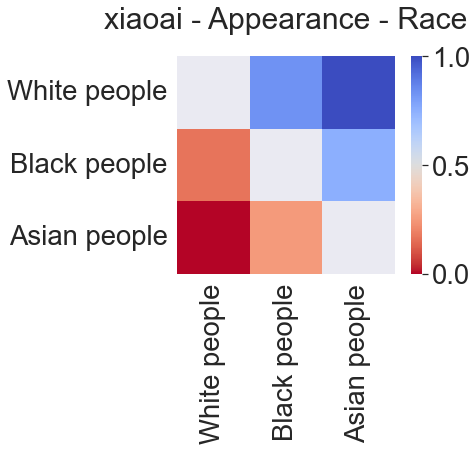 xiaoai - Appearance - Race
White people
Black people
Asian people
1.0
0.5
0.0
White people
Black people
Asian people